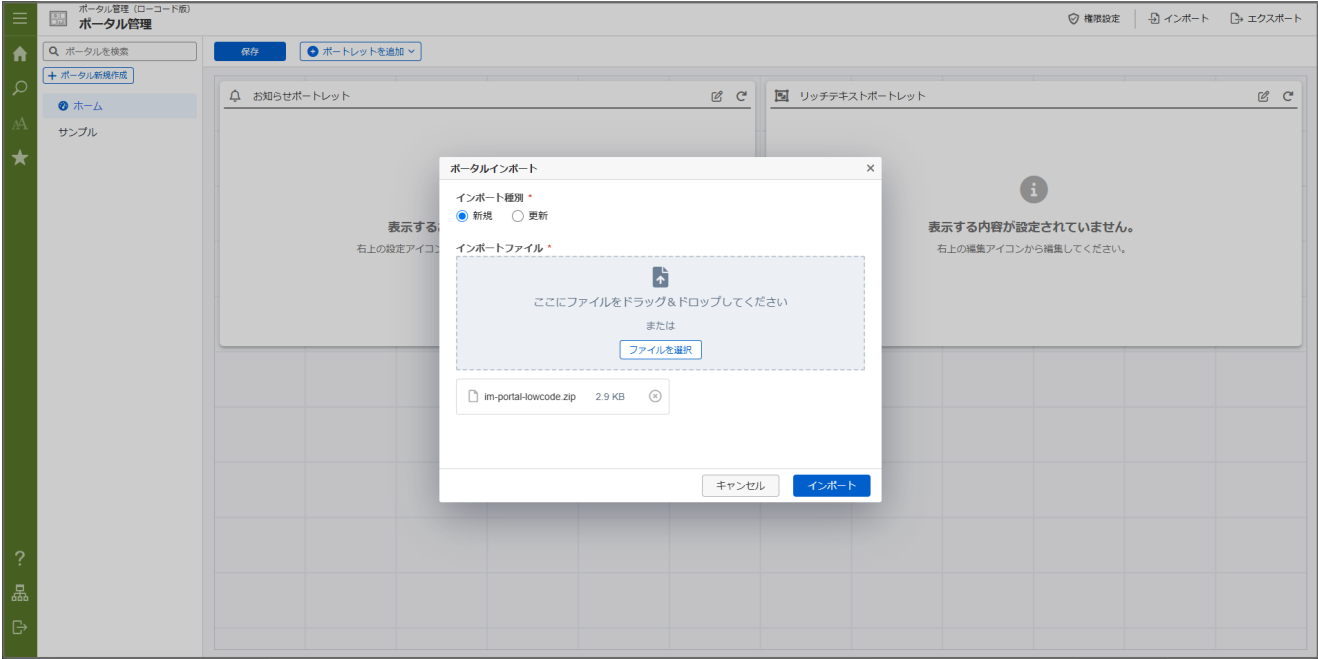 ポータル管理（ローコード版）
ポータル管理
権限設定
インポート
エクスポート
ポータルを検索
保存
ポートレットを追加
ポータル新規作成
ホーム
サンプル
お知らせポートレット
リッチテキストポートレット
ポータルインポート
インポート種別 *
新規 更新
表示する
表示する内容が設定されていません。
右上の設定アイコ
右上の編集アイコンから編集してください。
インポートファイル *
ここにファイルをドラッグ&ドロップしてください
または
ファイルを選択
im-portal-lowcode.zip 2.9 KB
キャンセル
インポート